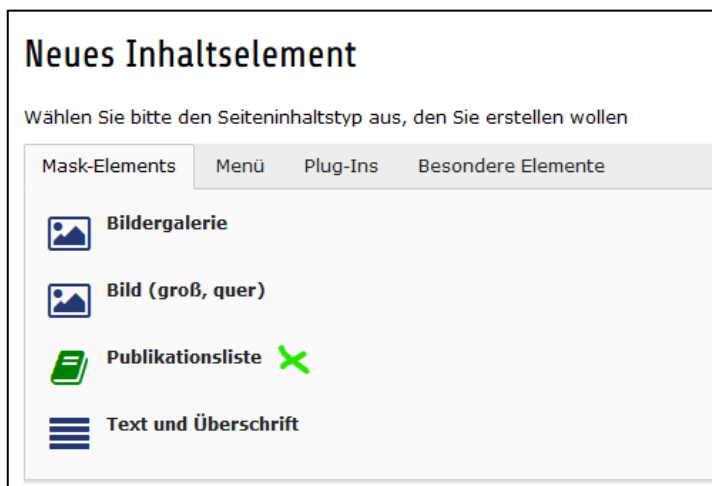 Neues Inhaltselement
Wählen Sie bitte den Seiteninhaltstyp aus, den Sie erstellen wollen
Mask-Elements Menü Plug-Ins Besondere Elemente
Bildergalerie
Bild (groß, quer)
Publikationsliste
Text und Überschrift